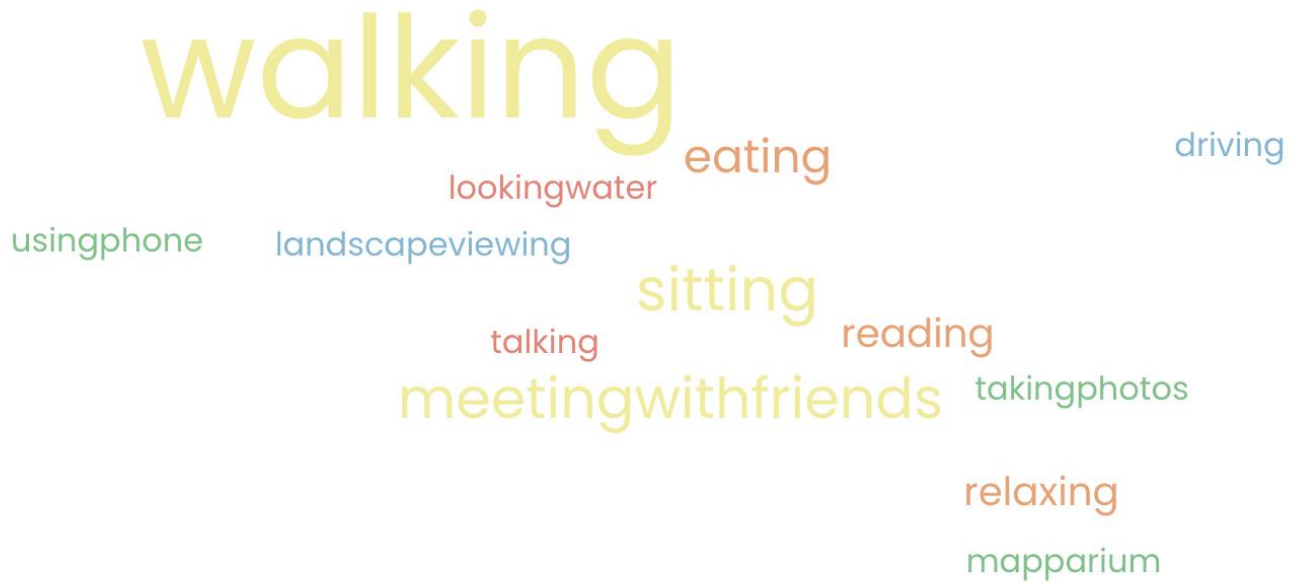 walking
eating
driving
lookingwater
usingphone
landscapeviewing
sitting
talking
reading
meetingwithfriends
takingphotos
relaxing
mapparium